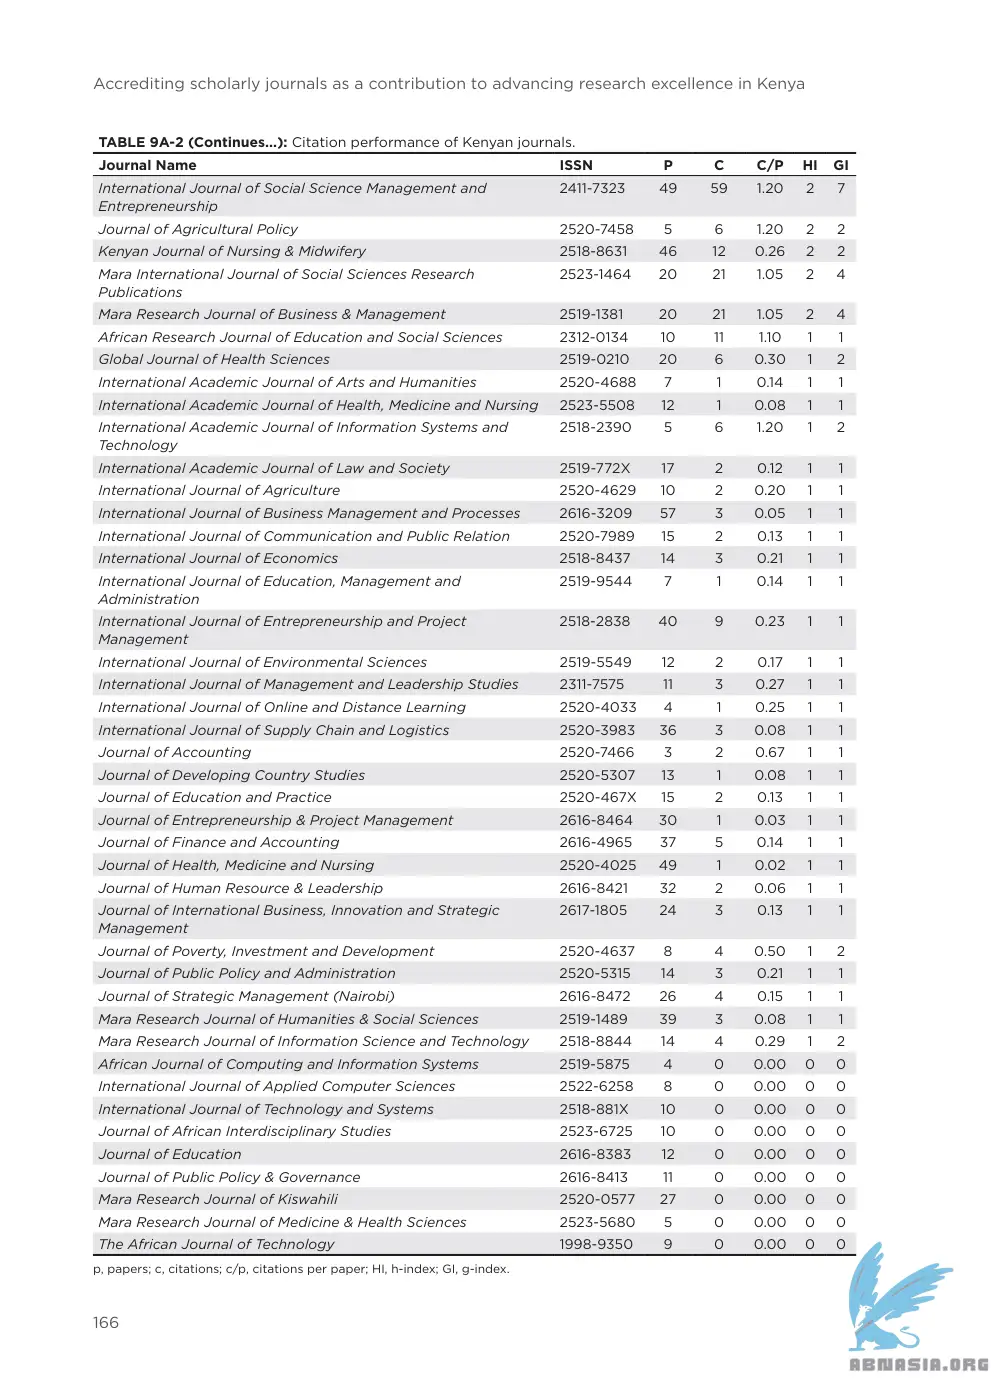 Accrediting scholarly journals as a contribution to advancing research excellence in Kenya
TABLE 9A-2 (Continues...): Citation performance of Kenyan journals.
Journal Name ISSN P C C/P HI GI
International Journal of Social Science Management and 2411-7323 49 59 1.20 2 7
Entrepreneurship
Journal of Agricultural Policy 2520-7458 5 6 1.20 2 2
Kenyan Journal of Nursing & Midwifery 2518-8631 46 12 0.26 2 2
Mara International Journal of Social Sciences Research 2523-1464 20 21 1.05 2 4
Publications
Mara Research Journal of Business & Management 2519-1381 20 21 1.05 2 4
African Research Journal of Education and Social Sciences 2312-0134 10 11 1.10 1 1
Global Journal of Health Sciences 2519-0210 20 6 0.30 1 2
International Academic Journal of Arts and Humanities 2520-4688 7 1 0.14 1 1
International Academic Journal of Health, Medicine and Nursing 2523-5508 12 1 0.08 1 1
International Academic Journal of Information Systems and 2518-2390 5 6 1.20 1 2
Technology
International Academic Journal of Law and Society 2519-772X 17 2 0.12 1 1
International Journal of Agriculture 2520-4629 10 2 0.20 1 1
International Journal of Business Management and Processes 2616-3209 57 3 0.05 1 1
International Journal of Communication and Public Relation 2520-7989 15 2 0.13 1 1
International Journal of Economics 2518-8437 14 3 0.21 1 1
International Journal of Education, Management and 2519-9544 7 1 0.14 1 1
Administration
International Journal of Entrepreneurship and Project 2518-2838 40 9 0.23 1 1
Management
International Journal of Environmental Sciences 2519-5549 12 2 0.17 1 1
International Journal of Management and Leadership Studies 2311-7575 11 3 0.27 1 1
International Journal of Online and Distance Learning 2520-4033 4 1 0.25 1 1
International Journal of Supply Chain and Logistics 2520-3983 36 3 0.08 1 1
Journal of Accounting 2520-7466 3 2 0.67 1 1
Journal of Developing Country Studies 2520-5307 13 1 0.08 1 1
Journal of Education and Practice 2520-467X 15 2 0.13 1 1
Journal of Entrepreneurship & Project Management 2616-8464 30 1 0.03 1 1
Journal of Finance and Accounting 2616-4965 37 5 0.14 1 1
Journal of Health, Medicine and Nursing 2520-4025 49 1 0.02 1 1
Journal of Human Resource & Leadership 2616-8421 32 2 0.06 1 1
Journal of International Business, Innovation and Strategic 2617-1805 24 3 0.13 1 1
Management
Journal of Poverty, Investment and Development 2520-4637 8 4 0.50 1 2
Journal of Public Policy and Administration 2520-5315 14 3 0.21 1 1
Journal of Strategic Management (Nairobi) 2616-8472 26 4 0.15 1 1
Mara Research Journal of Humanities & Social Sciences 2519-1489 39 3 0.08 1 1
Mara Research Journal of Information Science and Technology 2518-8844 14 4 0.29 1 2
African Journal of Computing and Information Systems 2519-5875 4 0 0.00 0 0
International Journal of Applied Computer Sciences 2522-6258 8 0 0.00 0 0
International Journal of Technology and Systems 2518-881X 10 0 0.00 0 0
Journal of African Interdisciplinary Studies 2523-6725 10 0 0.00 0 0
Journal of Education 2616-8383 12 0 0.00 0 0
Journal of Public Policy & Governance 2616-8413 11 0 0.00 0 0
Mara Research Journal of Kiswahili 2520-0577 27 0 0.00 0 0
Mara Research Journal of Medicine & Health Sciences 2523-5680 5 0 0.00 0 0
The African Journal of Technology 1998-9350 9 0 0.00 0 0
p, papers; c, citations; c/p, citations per paper; HI, h-index; GI, g-index.
166
ABNASIA.ORG